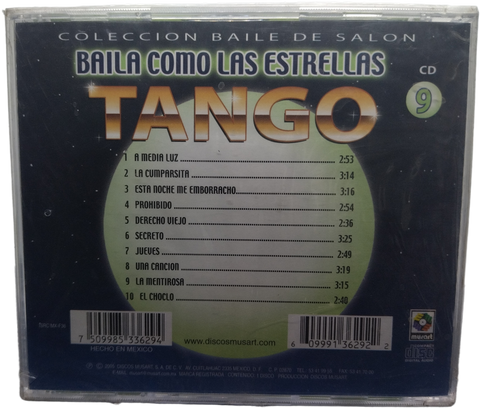 COLECCION BAILE DE SALON
BAILA COMO LAS ESTRELLAS
CD
TANGO
9
1 A MEDIA LUZ 2:53
2 LA CUMPARSITA 3:14
3 ESTA NOCHE ME EMBORRACHO 3:16
4 PROHIBIDO 2:54
5 DERECHO VIEJO 2:36
6 SECRETO 3:25
7 JUEVES 2:49
8 UNA CANCION 3:19
9 LA MENTIROSA 3:15
10 EL CHOCLO 2:40
7 509985 336294
www.discosmusart.com
6 09991 36292 2
HECHO EN MEXICO
musart